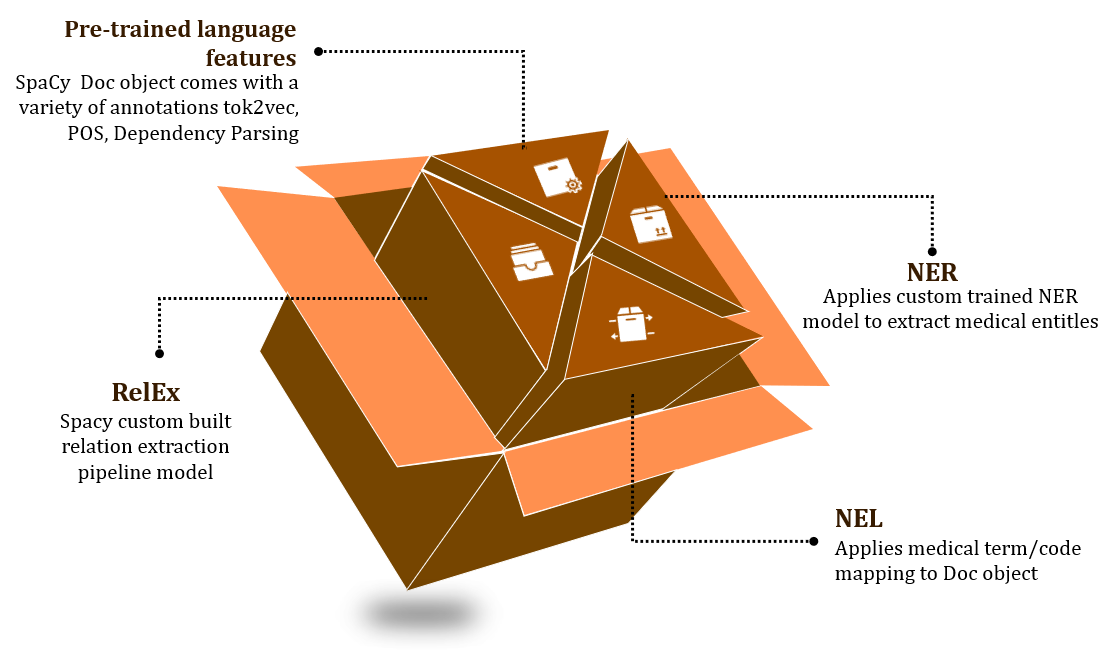 Pre-trained language
features
SpaCy Doc object comes with a
variety of annotations tok2vec,
POS, Dependency Parsing
NER
Applies custom trained NER
model to extract medical entitles
RelEx
Spacy custom built
relation extraction
pipeline model
NEL
Applies medical term/code
mapping to Doc object